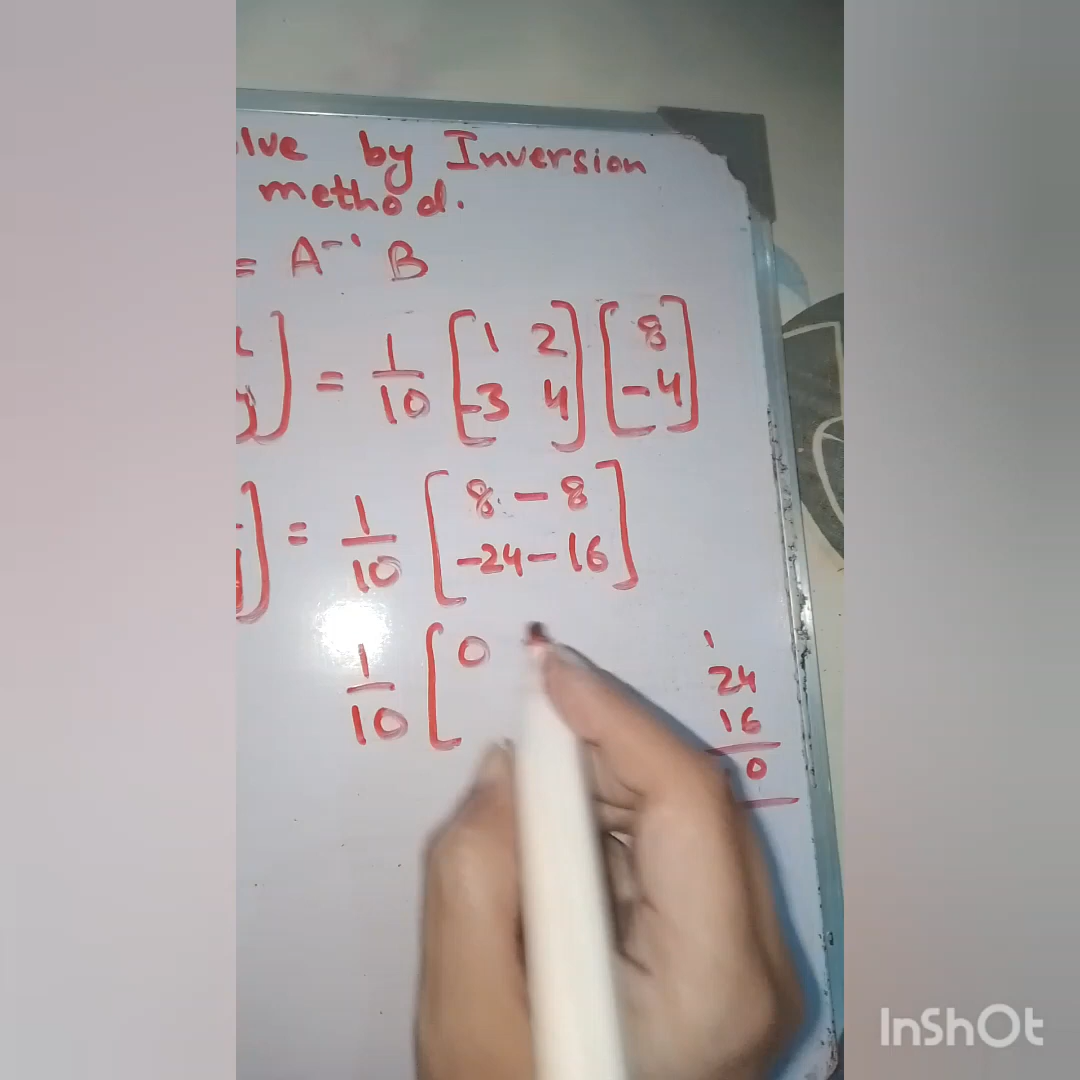 by Inversion
method.
= A⁻¹ B
= 1/10 [1 2 -3 4] [8 -4]
= 1/10 [8 - 8 -24 - 16]
1/10 [0
1
24
16
0
InShOt